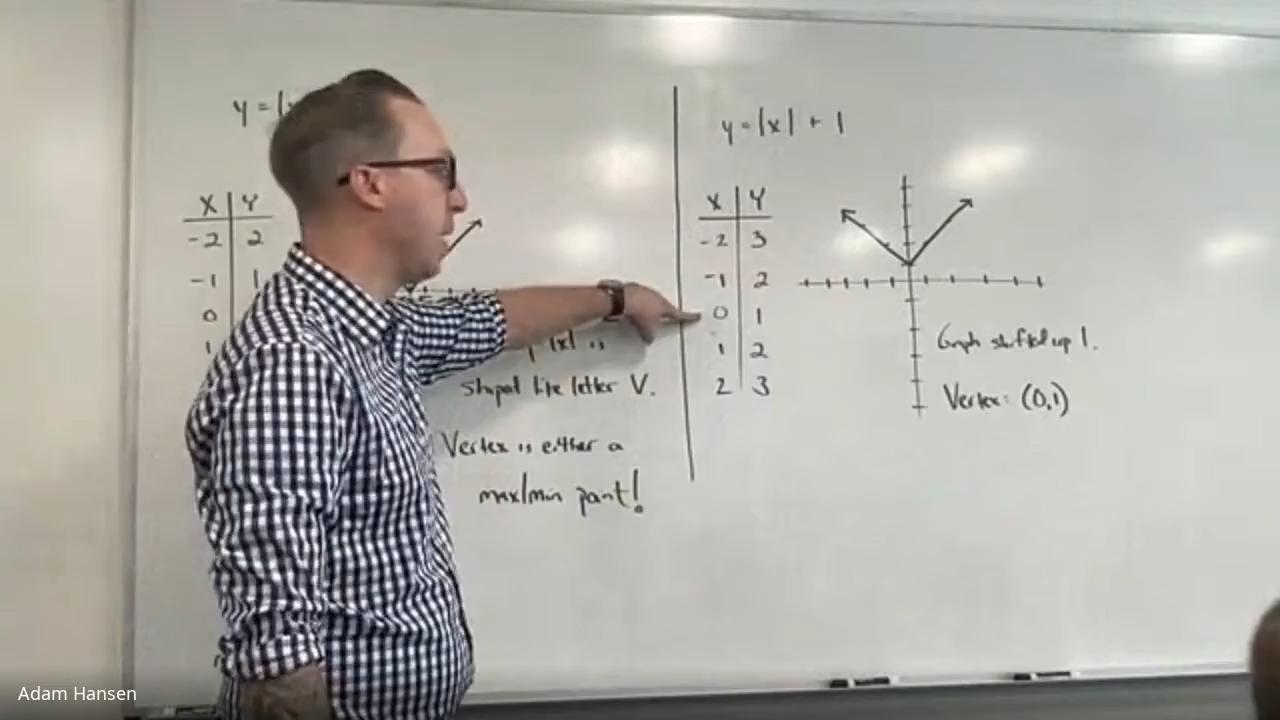 y = |x
X Y
-2 2
-1 1
0
1
|x| is
shaped like letter V.
Vertex is either a
max/min point!
y = |x| + 1
X Y
-2 3
-1 2
0 1
1 2
2 3
Graph shifted up 1.
Vertex: (0,1)
Adam Hansen